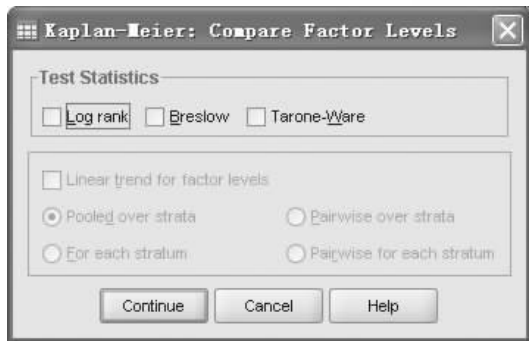 Kaplan-Meier: Compare Factor Levels
Test Statistics
Log rank Breslow Tarone-Ware
Linear trend for factor levels
Pooled over strata Pairwise over strata
For each stratum Pairwise for each stratum
Continue Cancel Help